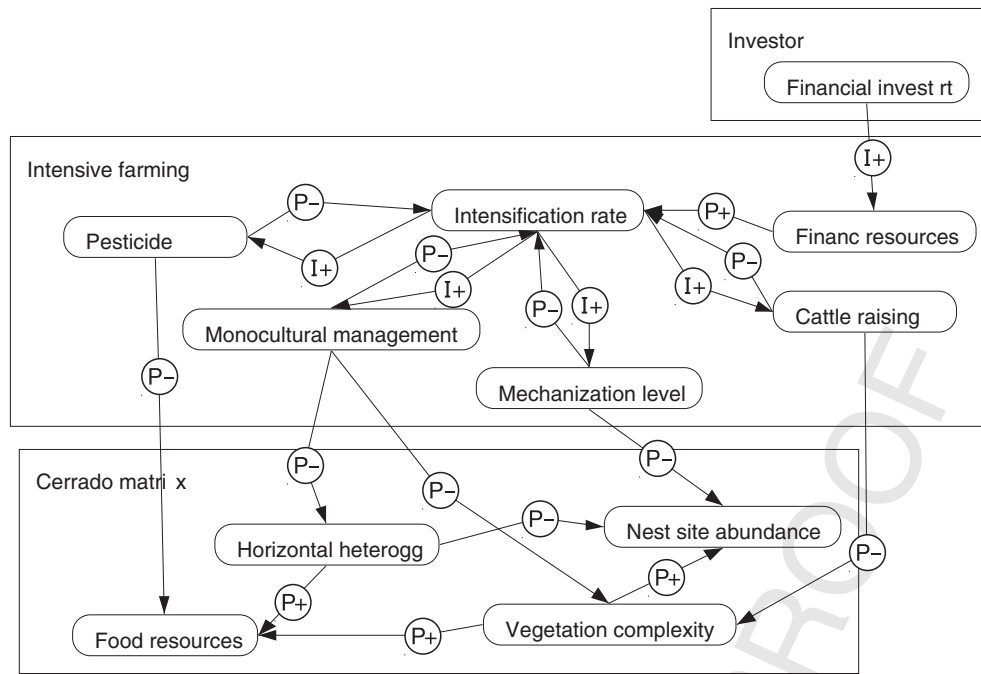 Investor
Financial invest rt
I+
Intensive farming
P−
Intensification rate
P+
Pesticide
Financ resources
I+
P−
I+
P−
I+
Monocultural management
P−
I+
Cattle raising
P−
Mechanization level
P−
P−
Cerrado matri x
P−
P−
Horizontal heterogg
P−
Nest site abundance
P−
P+
P+
Food resources
P+
Vegetation complexity
PROOF